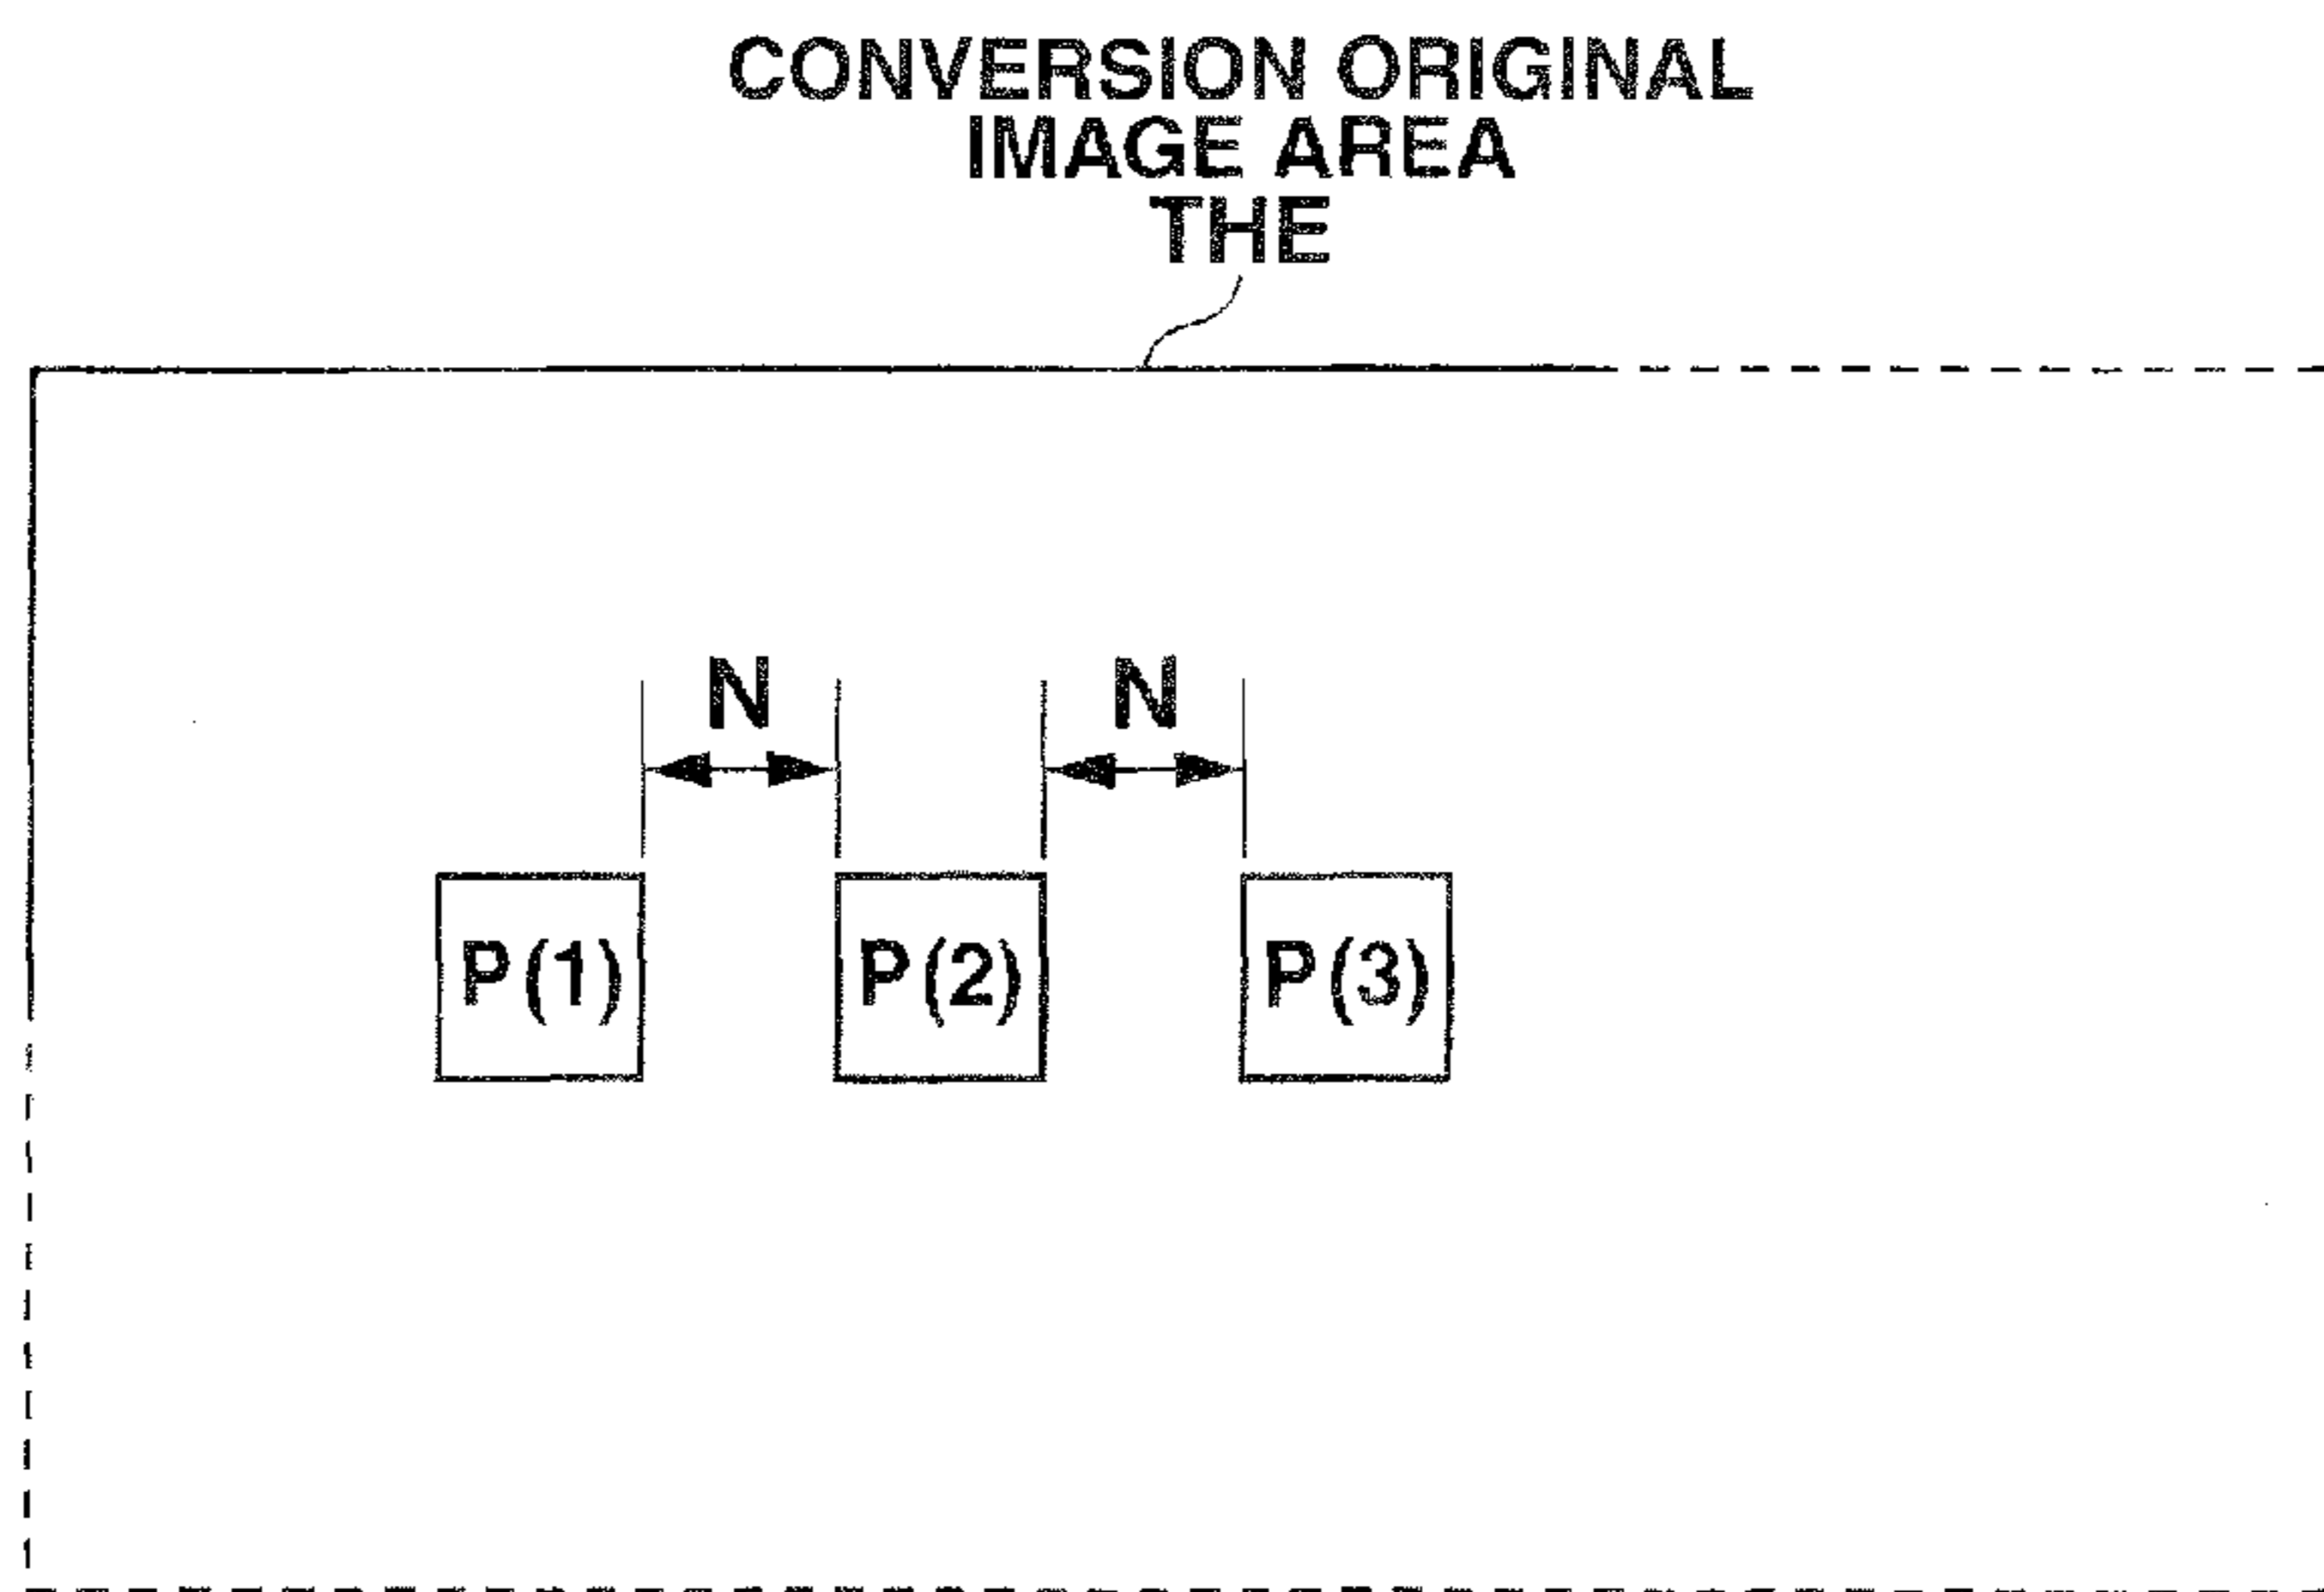 CONVERSION ORIGINAL
IMAGE AREA
THE
N N
P(1) P(2) P(3)